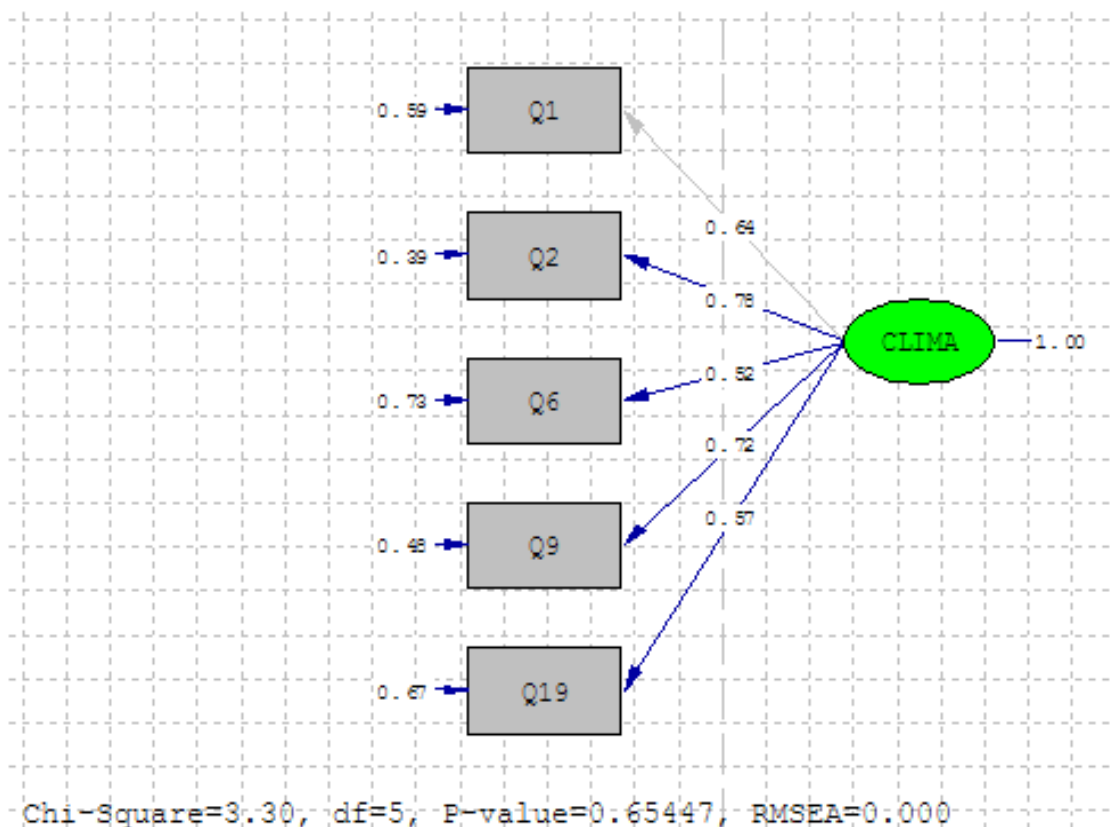 0.59
Q1
0.64
0.39
Q2
0.78
CLIMA
1.00
0.52
0.73
Q6
0.72
0.48
Q9
0.57
0.67
Q19
Chi-Square=3.30, df=5, P-value=0.65447, RMSEA=0.000